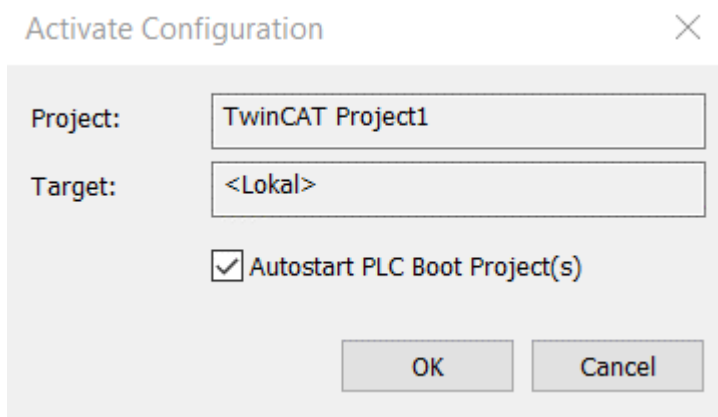 Activate Configuration
Project: TwinCAT Project1
Target: <Lokal>
Autostart PLC Boot Project(s)
OK Cancel